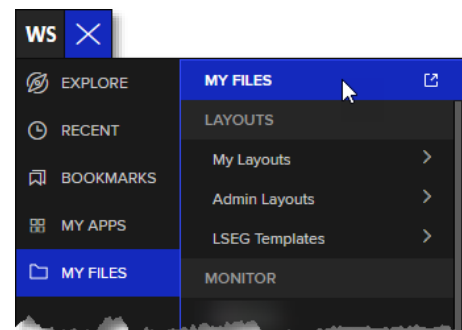 WS
EXPLORE
RECENT
BOOKMARKS
MY APPS
MY FILES
MY FILES
LAYOUTS
My Layouts
Admin Layouts
LSEG Templates
MONITOR